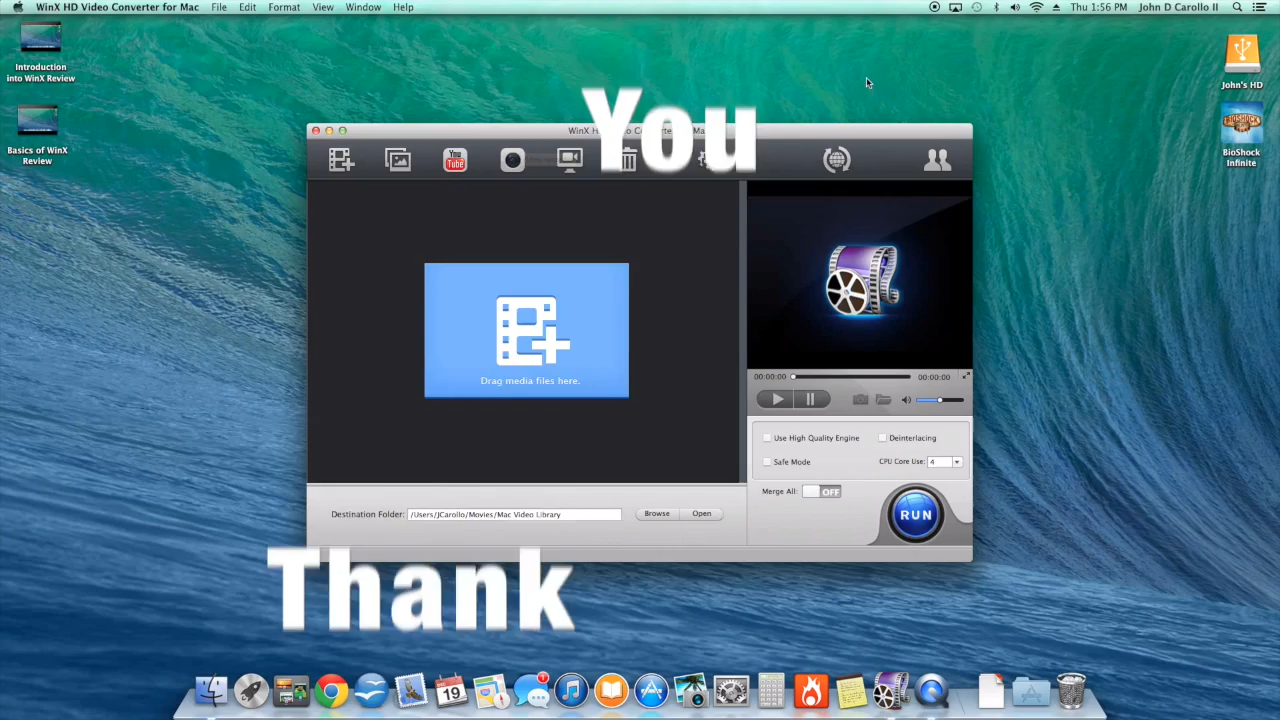 WinX HD Video Converter for Mac File Edit Format View Window Help Thu 1:56 PM John D Carollo II
Introduction
into WinX Review
Basics of WinX
Review
John's HD
BioShock
Infinite
You
You
Tube
Drag media files here.
00:00:00 00:00:00
Use High Quality Engine Deinterlacing
Safe Mode CPU Core Use: 4
Merge All: OFF
RUN
Destination Folder: /Users/JCarollo/Movies/Mac Video Library Browse Open
Thank
19
1